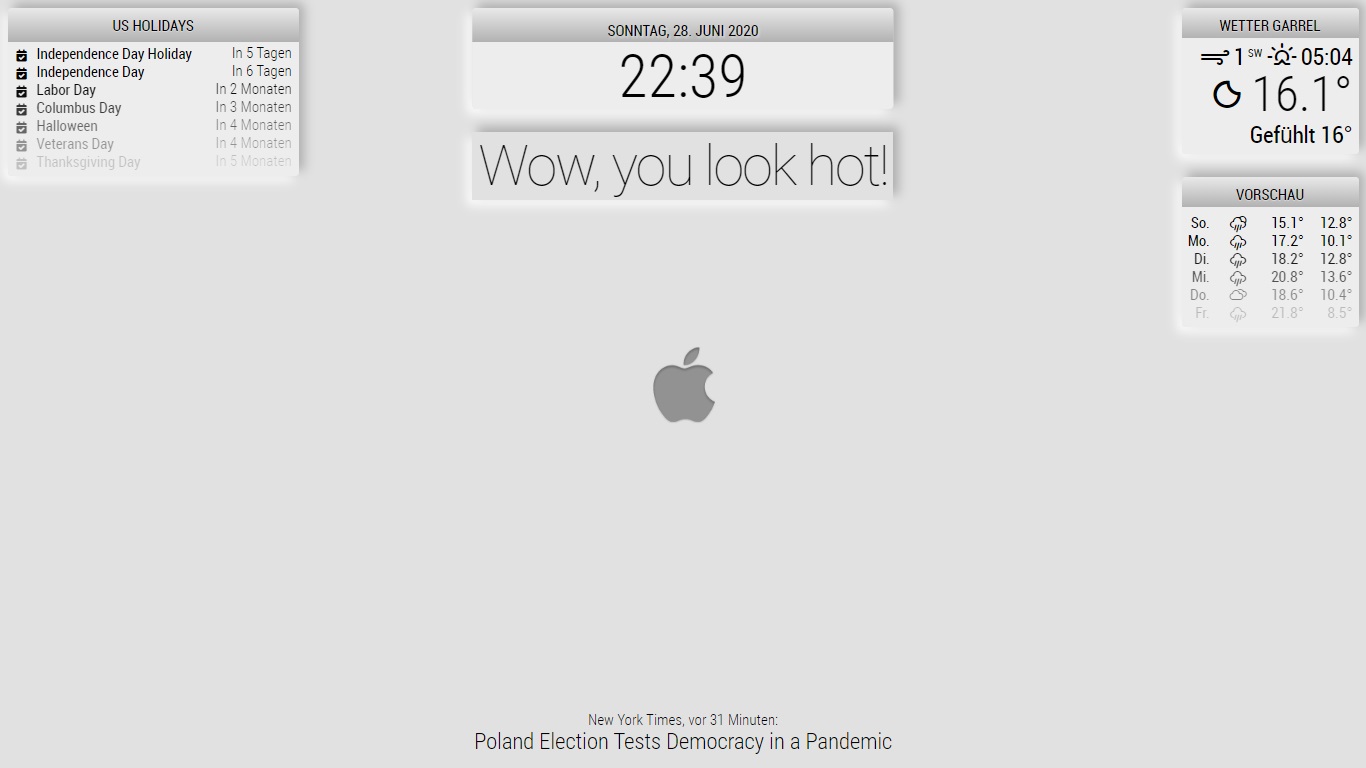 US HOLIDAYS
Independence Day Holiday In 5 Tagen
Independence Day In 6 Tagen
Labor Day In 2 Monaten
Columbus Day In 3 Monaten
Halloween In 4 Monaten
Veterans Day In 4 Monaten
Thanksgiving Day In 5 Monaten
SONNTAG, 28. JUNI 2020
22:39
Wow, you look hot!
WETTER GARREL
1 SW 05:04
16.1°
Gefühlt 16°
VORSCHAU
So. 15.1° 12.8°
Mo. 17.2° 10.1°
Di. 18.2° 12.8°
Mi. 20.8° 13.6°
Do. 18.6° 10.4°
Fr. 21.8° 8.5°
New York Times, vor 31 Minuten:
Poland Election Tests Democracy in a Pandemic